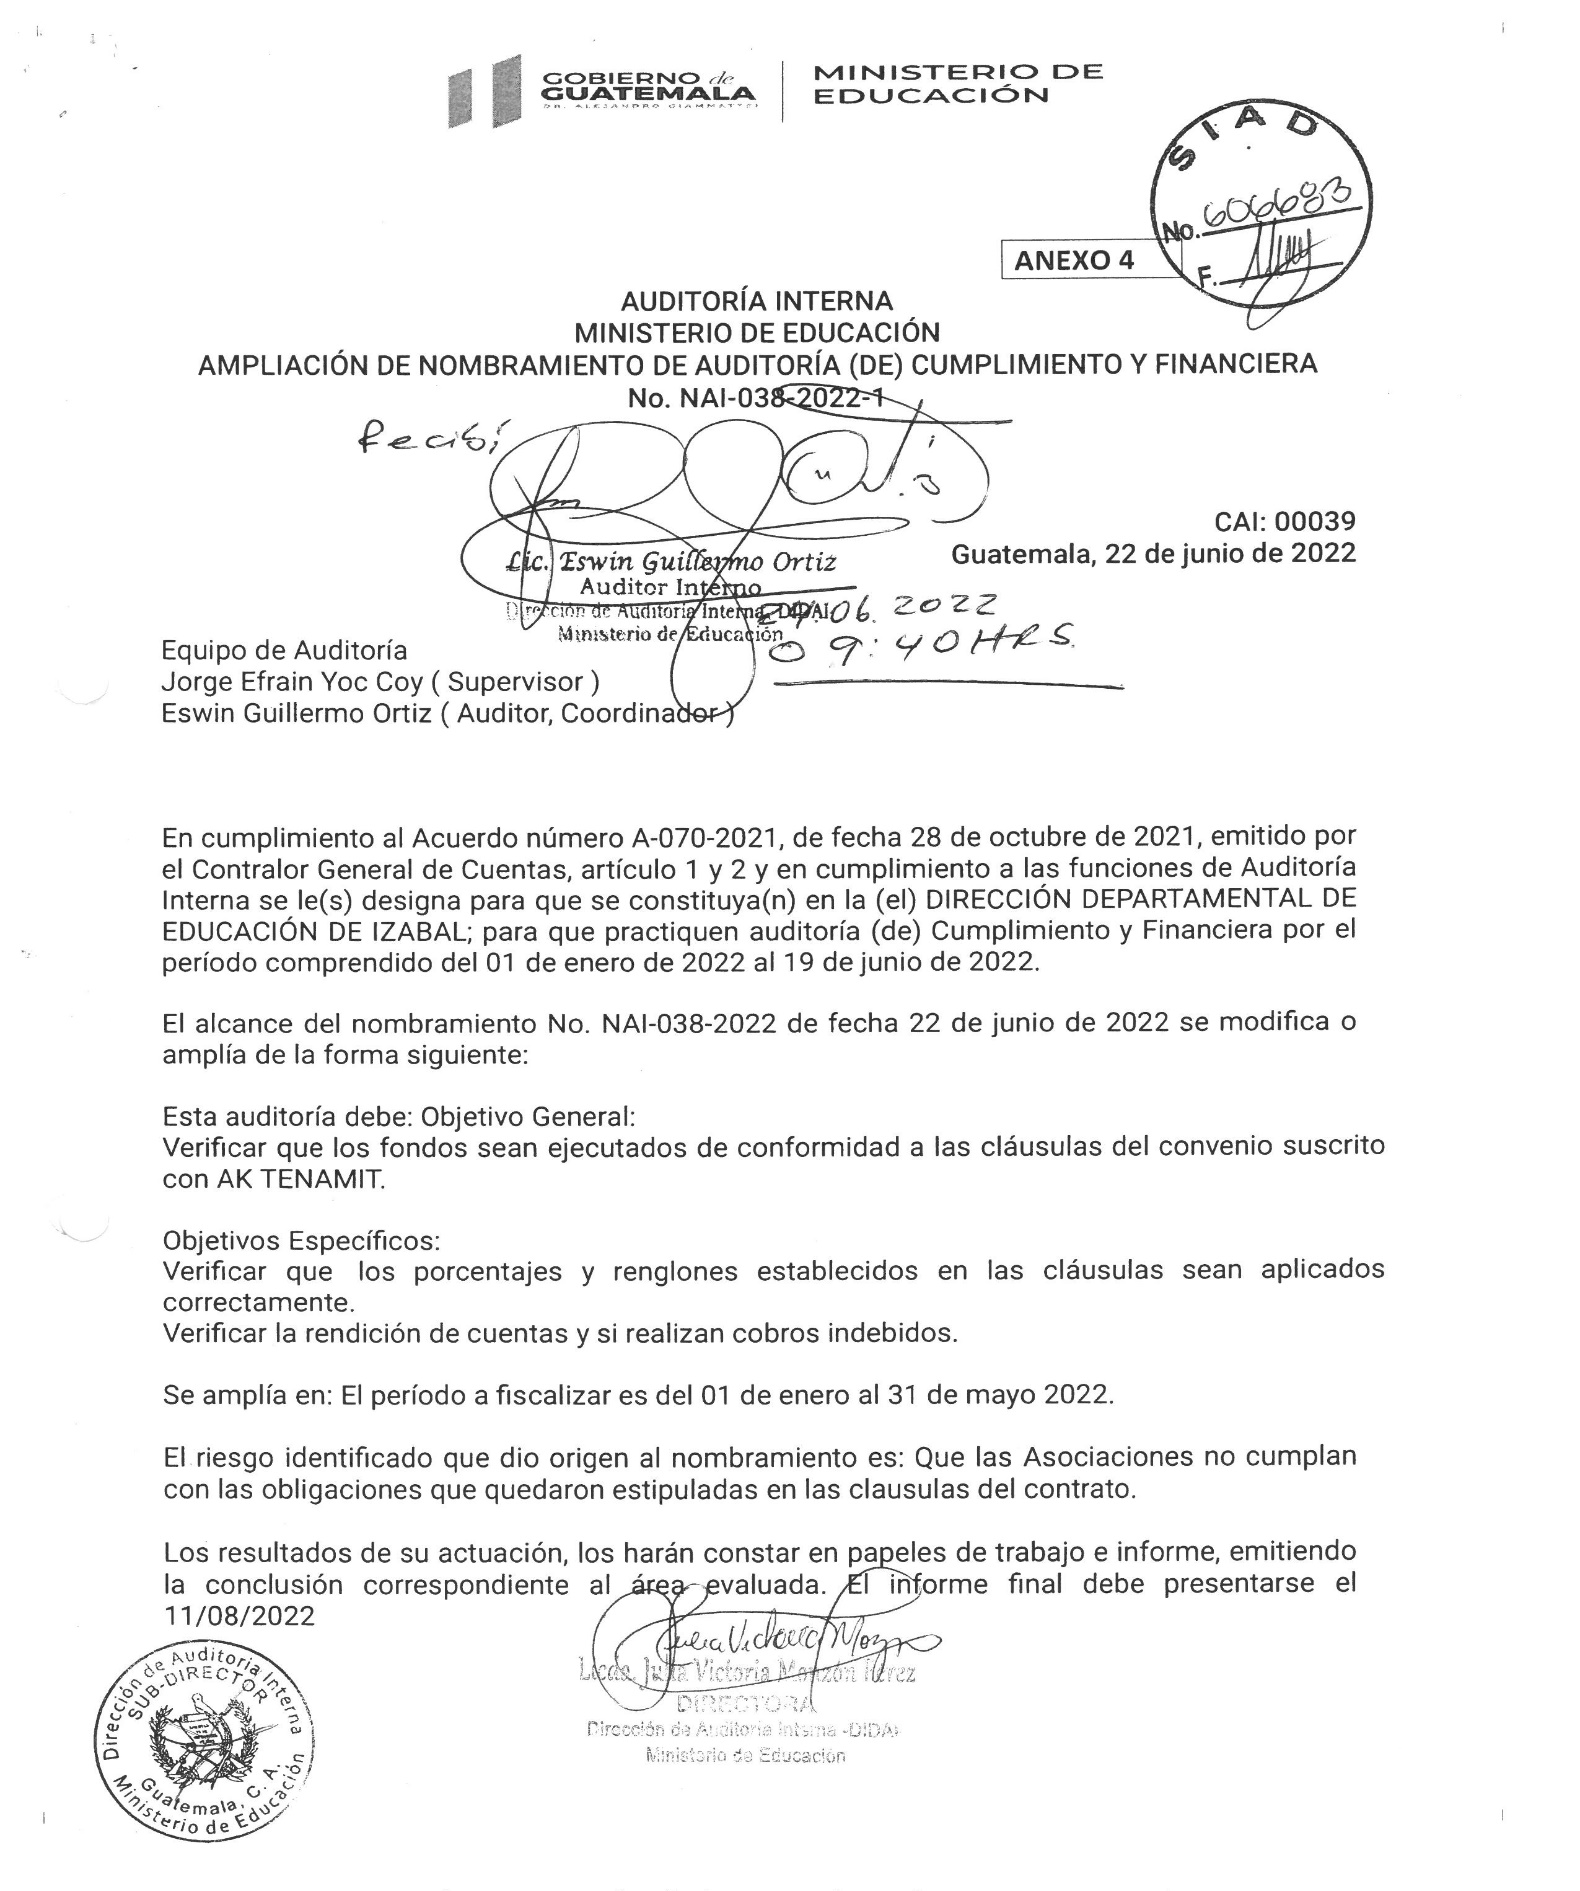 GOBIERNO de
GUATEMALA
DR. ALEJANDRO GIAMMATTEI
MINISTERIO DE
EDUCACIÓN
SIAD
No. 606683
F.
ANEXO 4
AUDITORÍA INTERNA
MINISTERIO DE EDUCACIÓN
AMPLIACIÓN DE NOMBRAMIENTO DE AUDITORÍA (DE) CUMPLIMIENTO Y FINANCIERA
No. NAI-038-2022-1
Recibí
CAI: 00039
Guatemala, 22 de junio de 2022
Lic. Eswin Guillermo Ortiz
Auditor Interno
Dirección de Auditoría Interna -DIDAI-
Ministerio de Educación
06. 2022
09:40 HRS.
Equipo de Auditoría
Jorge Efrain Yoc Coy ( Supervisor )
Eswin Guillermo Ortiz ( Auditor, Coordinador )
En cumplimiento al Acuerdo número A-070-2021, de fecha 28 de octubre de 2021, emitido por
el Contralor General de Cuentas, artículo 1 y 2 y en cumplimiento a las funciones de Auditoría
Interna se le(s) designa para que se constituya(n) en la (el) DIRECCIÓN DEPARTAMENTAL DE
EDUCACIÓN DE IZABAL; para que practiquen auditoría (de) Cumplimiento y Financiera por el
período comprendido del 01 de enero de 2022 al 19 de junio de 2022.
El alcance del nombramiento No. NAI-038-2022 de fecha 22 de junio de 2022 se modifica o
amplía de la forma siguiente:
Esta auditoría debe: Objetivo General:
Verificar que los fondos sean ejecutados de conformidad a las cláusulas del convenio suscrito
con AK TENAMIT.
Objetivos Específicos:
Verificar que los porcentajes y renglones establecidos en las cláusulas sean aplicados
correctamente.
Verificar la rendición de cuentas y si realizan cobros indebidos.
Se amplía en: El período a fiscalizar es del 01 de enero al 31 de mayo 2022.
El riesgo identificado que dio origen al nombramiento es: Que las Asociaciones no cumplan
con las obligaciones que quedaron estipuladas en las clausulas del contrato.
Los resultados de su actuación, los harán constar en papeles de trabajo e informe, emitiendo
la conclusión correspondiente al área evaluada. El informe final debe presentarse el
11/08/2022
Licda. Julia Victoria Monzón Pérez
DIRECTORA
Dirección de Auditoría Interna -DIDAI-
Ministerio de Educación
Dirección de Auditoria Interna
SUB-DIRECTOR
Guatemala, C. A.
Ministerio de Educación